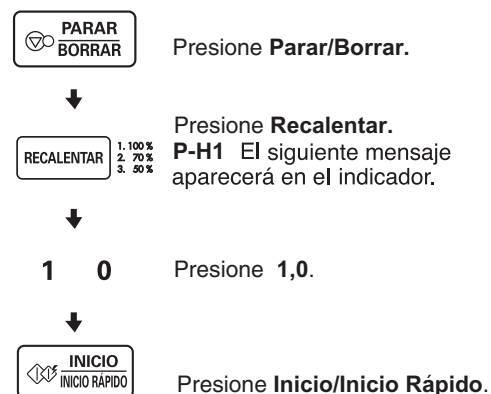 PARAR
BORRAR
Presione Parar/Borrar.
RECALENTAR
1. 100 %
2. 70 %
3. 50 %
Presione Recalentar.
P-H1 El siguiente mensaje
aparecerá en el indicador.
1 0
Presione 1,0.
INICIO
INICIO RÁPIDO
Presione Inicio/Inicio Rápido.